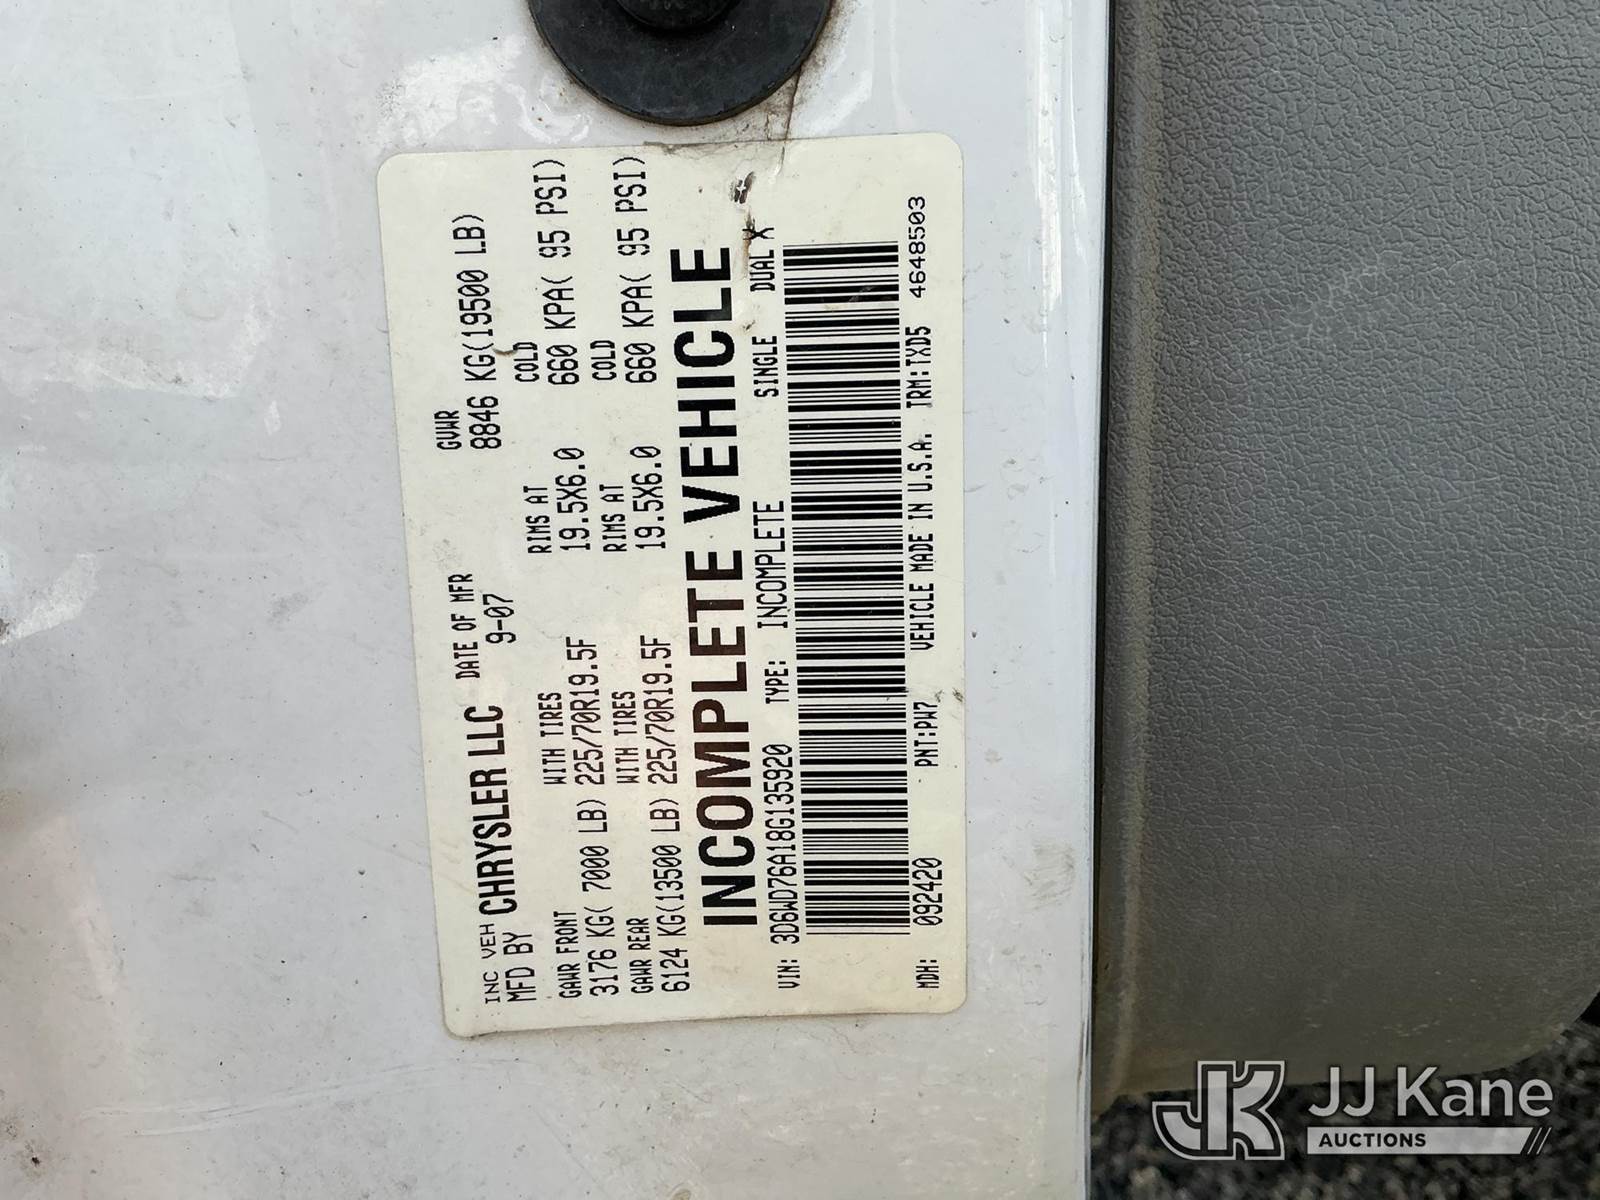 INC VEH
MFD BY CHRYSLER LLC DATE OF MFR 9-07 GVWR 8846 KG(19500 LB)
GAWR FRONT WITH TIRES RIMS AT COLD
3176 KG( 7000 LB) 225/70R19.5F 19.5X6.0 660 KPA( 95 PSI)
GAWR REAR WITH TIRES RIMS AT COLD
6124 KG(13500 LB) 225/70R19.5F 19.5X6.0 660 KPA( 95 PSI)
INCOMPLETE VEHICLE
VIN: 3D6WD76A18G135920 TYPE: INCOMPLETE SINGLE DUAL X
MDH: 092420 PNT:PW7 VEHICLE MADE IN U.S.A. TRM:TXD5 4648503
JK JJ Kane
AUCTIONS